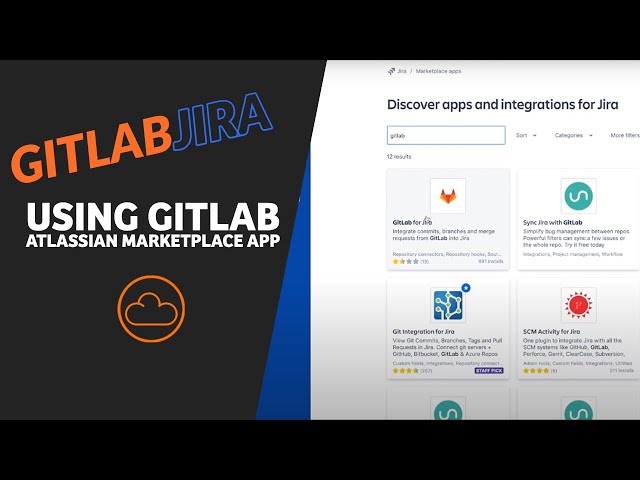 GITLAB JIRA
USING GITLAB
ATLASSIAN MARKETPLACE APP
Jira / Marketplace apps
Discover apps and integrations for Jira
gitlab
Sort
Categories
More filters
12 results
GitLab for Jira
Integrate commits, branches and merge
requests from GitLab into Jira
Repository connectors, Repository hooks, Sour...
(19)
991 installs
Sync Jira with GitLab
Simplify bug management between repos.
Powerful filters can sync a few issues or
the whole repo. Try it free today
Integrations, Project management, Workflow
Git Integration for Jira
View Git Commits, Branches, Tags and Pull
Requests in Jira. Connect git servers +
GitHub, Bitbucket, GitLab & Azure Repos
Custom fields, Integrations, Repository connect...
(257)
STAFF PICK
SCM Activity for Jira
One plugin to integrate Jira with all the
SCM systems like GitHub, GitLab,
Perforce, Gerrit, ClearCase, Subversion,
Admin tools, Custom fields, Integrations, Utilities
211 installs